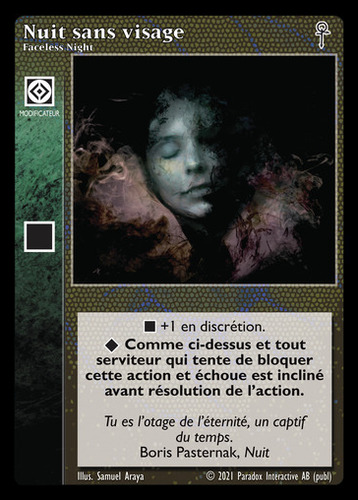 Nuit sans visage
Faceless Night
MODIFICATEUR
+1 en discrétion.
Comme ci-dessus et tout
serviteur qui tente de bloquer
cette action et échoue est incliné
avant résolution de l'action.
Tu es l'otage de l'éternité, un captif
du temps.
Boris Pasternak, Nuit
Illus. Samuel Araya
© 2021 Paradox Interactive AB (publ)